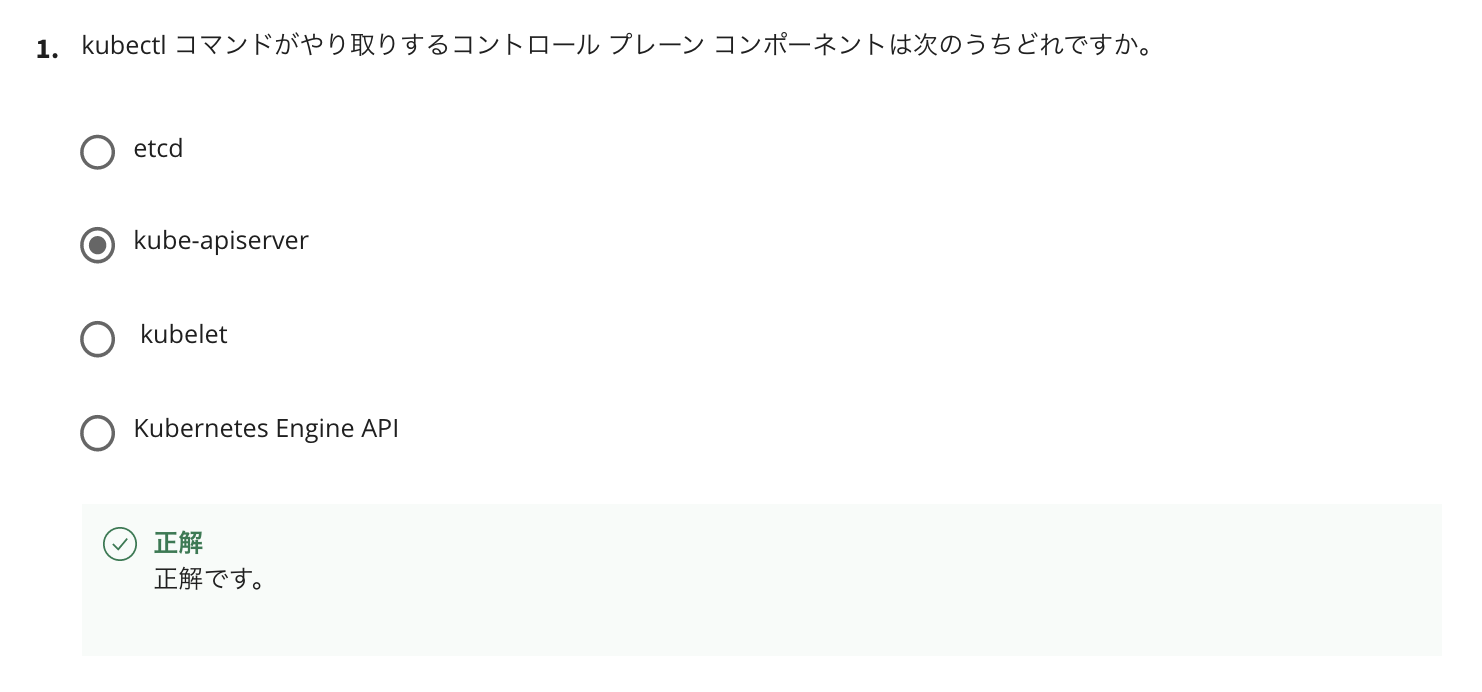 1. kubectl コマンドがやり取りするコントロール プレーン コンポーネントは次のうちどれですか。
etcd
kube-apiserver
kubelet
Kubernetes Engine API
正解
正解です。